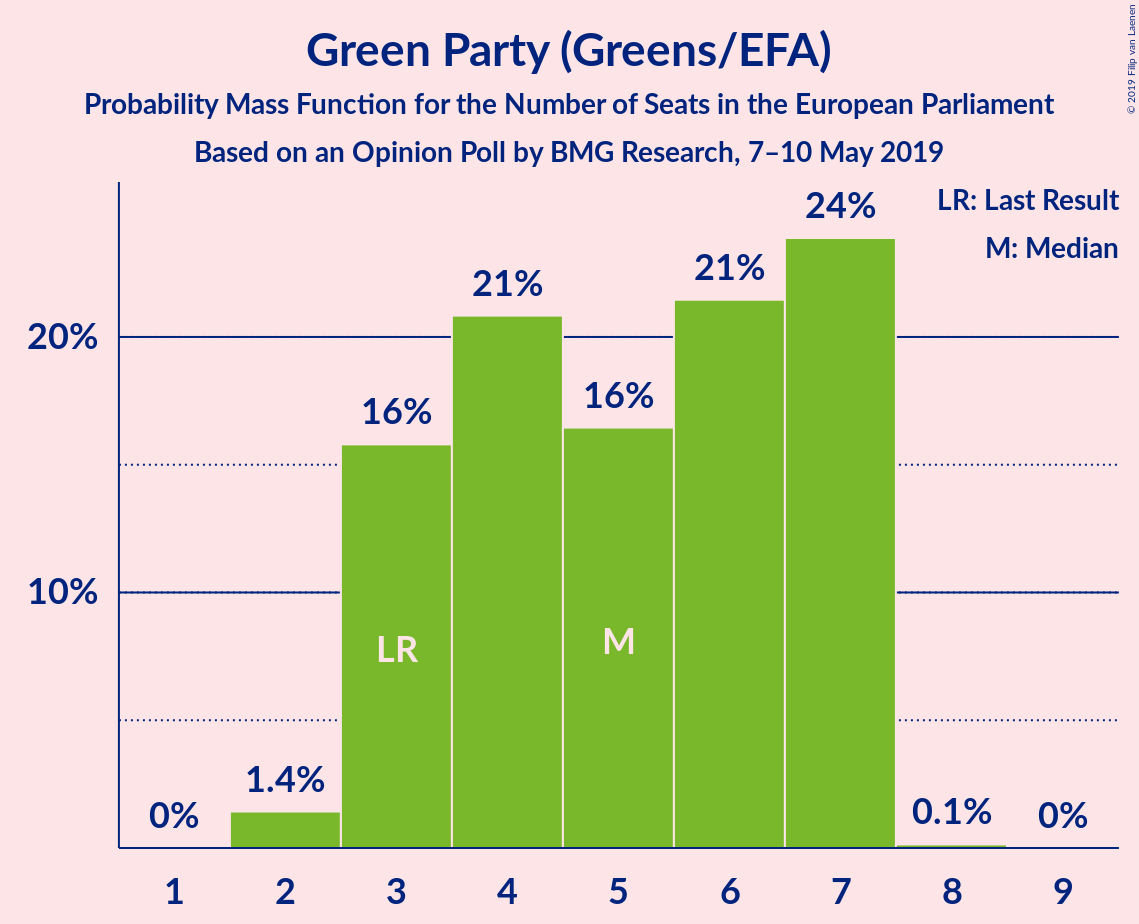 Green Party (Greens/EFA)
Probability Mass Function for the Number of Seats in the European Parliament
Based on an Opinion Poll by BMG Research, 7–10 May 2019
© 2019 Filip van Laenen
LR: Last Result
M: Median
20%
10%
0%
1.4%
16%
21%
16%
21%
24%
0.1%
0%
LR
M
1 2 3 4 5 6 7 8 9